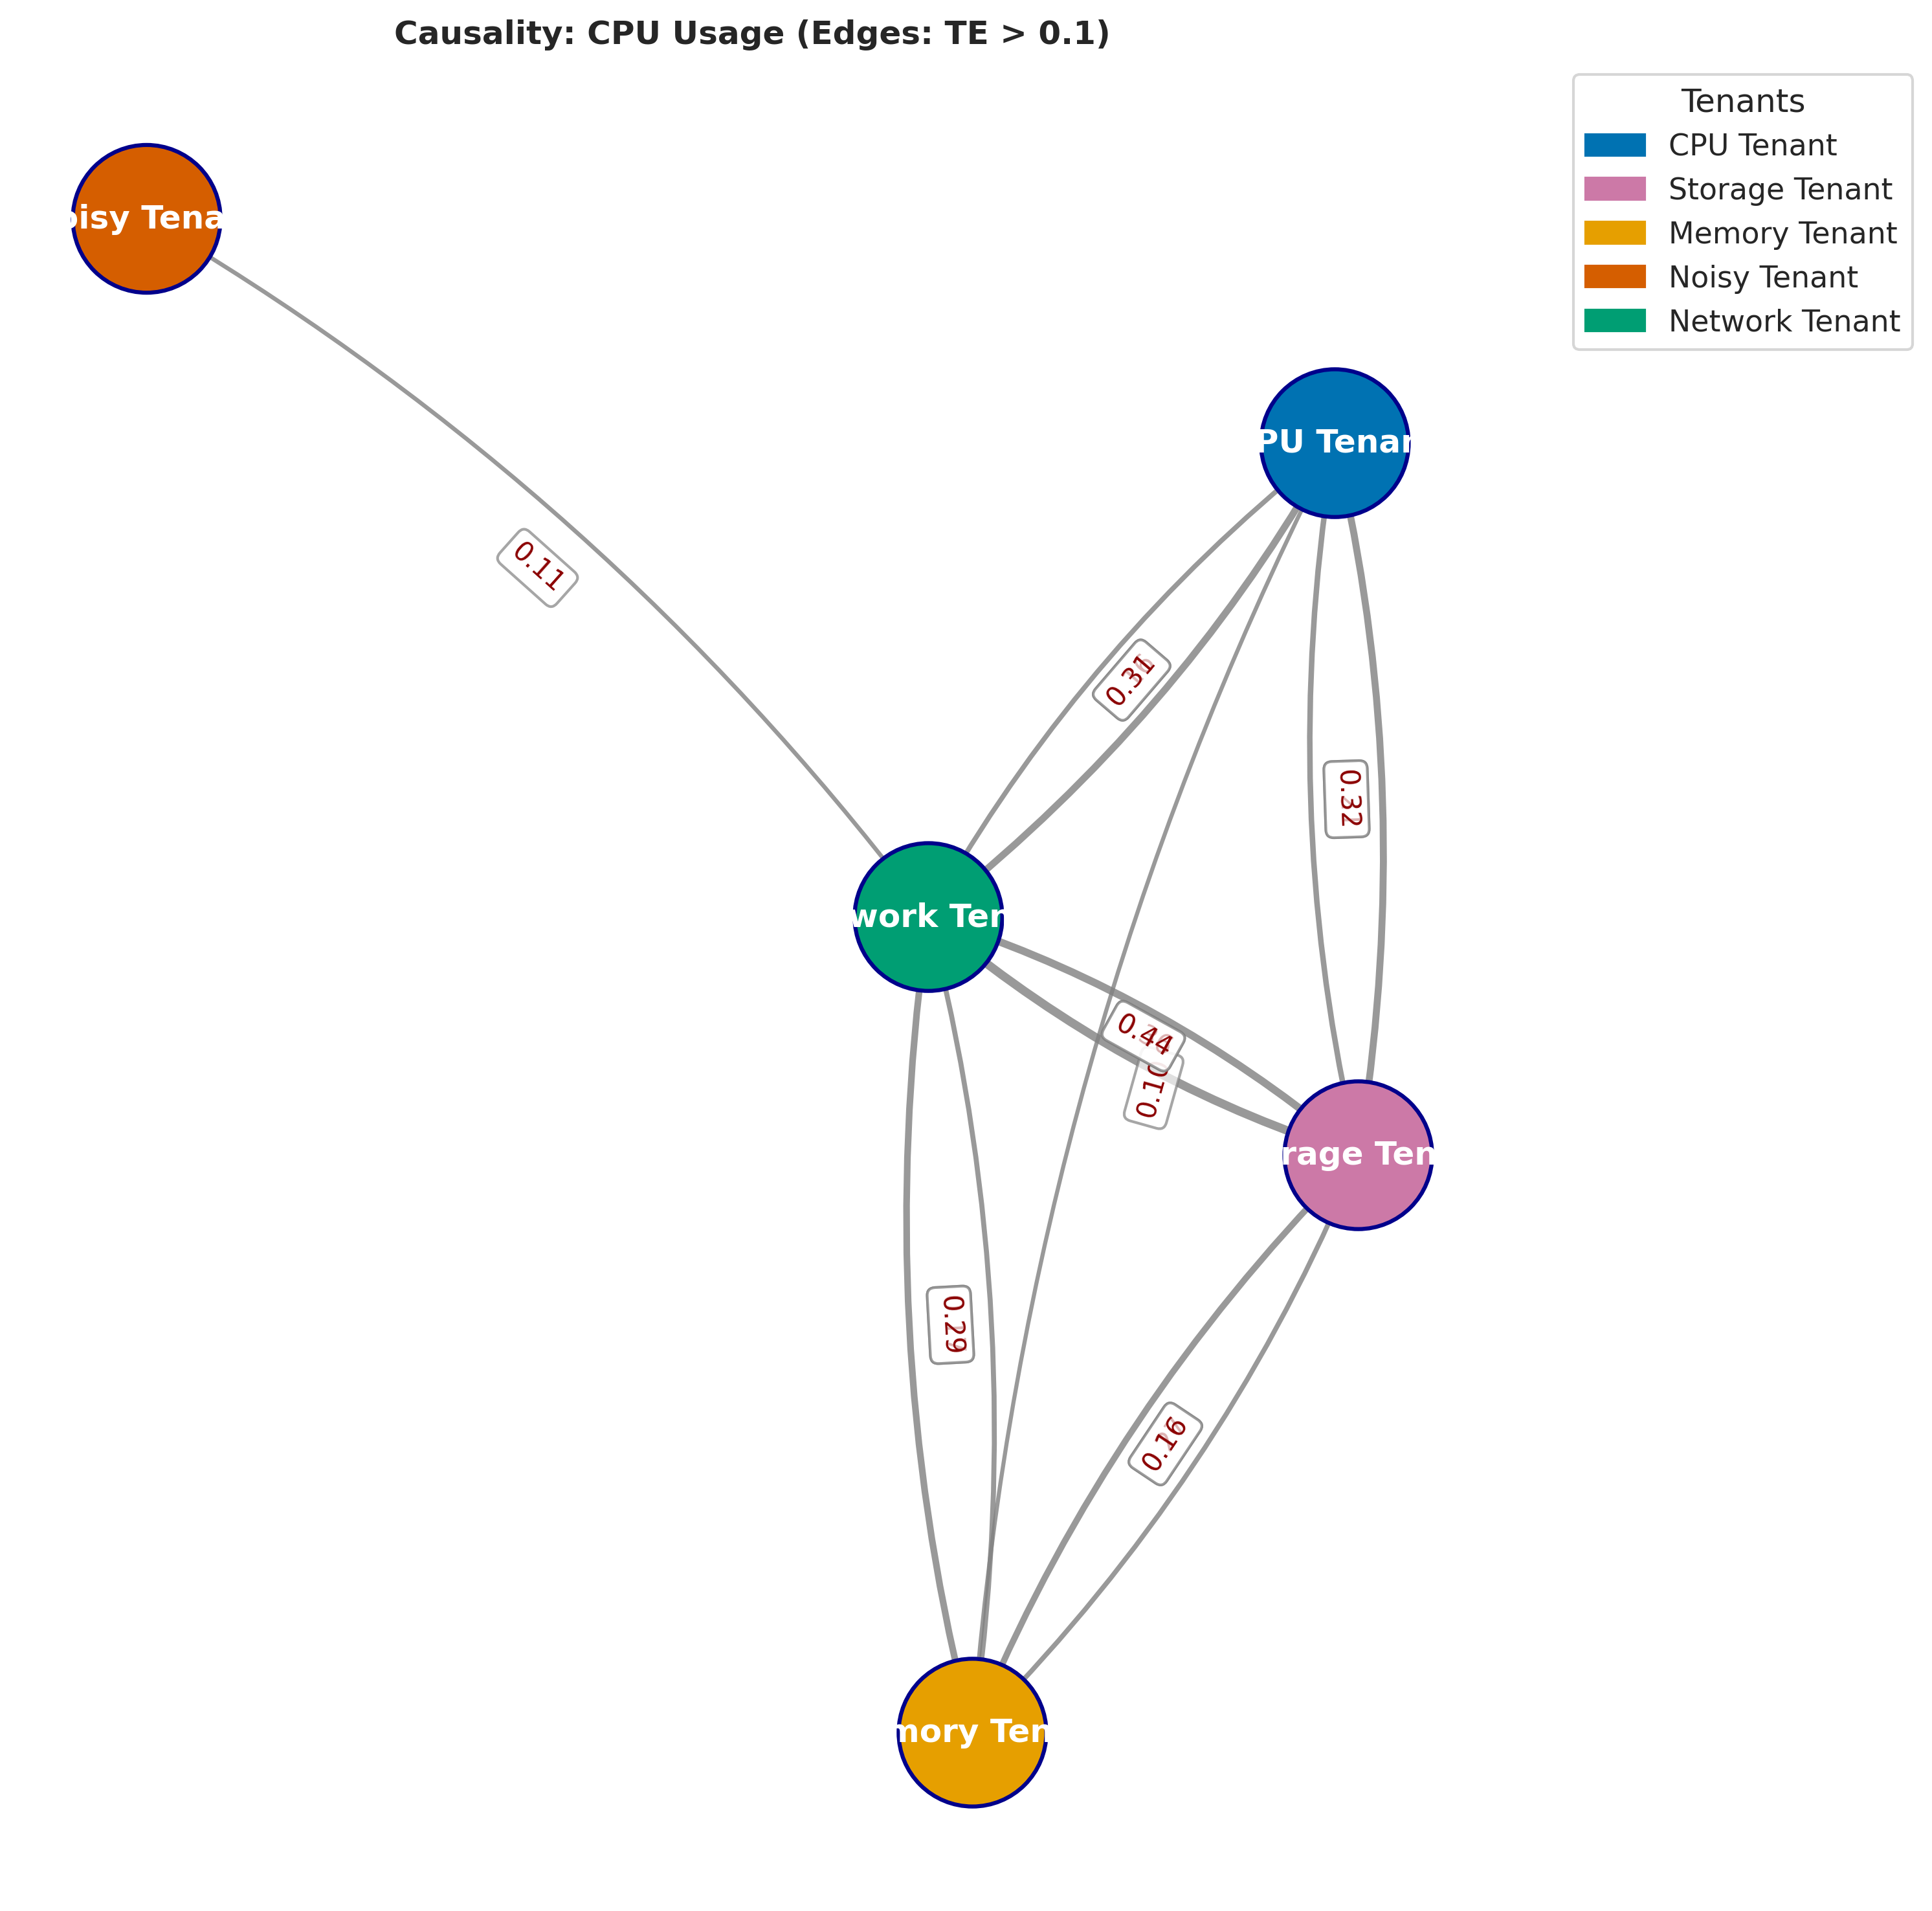 Causality: CPU Usage (Edges: TE > 0.1)
Tenants
CPU Tenant
Storage Tenant
Memory Tenant
Noisy Tenant
Network Tenant
oisy Tena
PU Tenan
0.11
0.31
0.32
work Ten
0.44
0.10
rage Ten
0.29
0.16
mory Ten